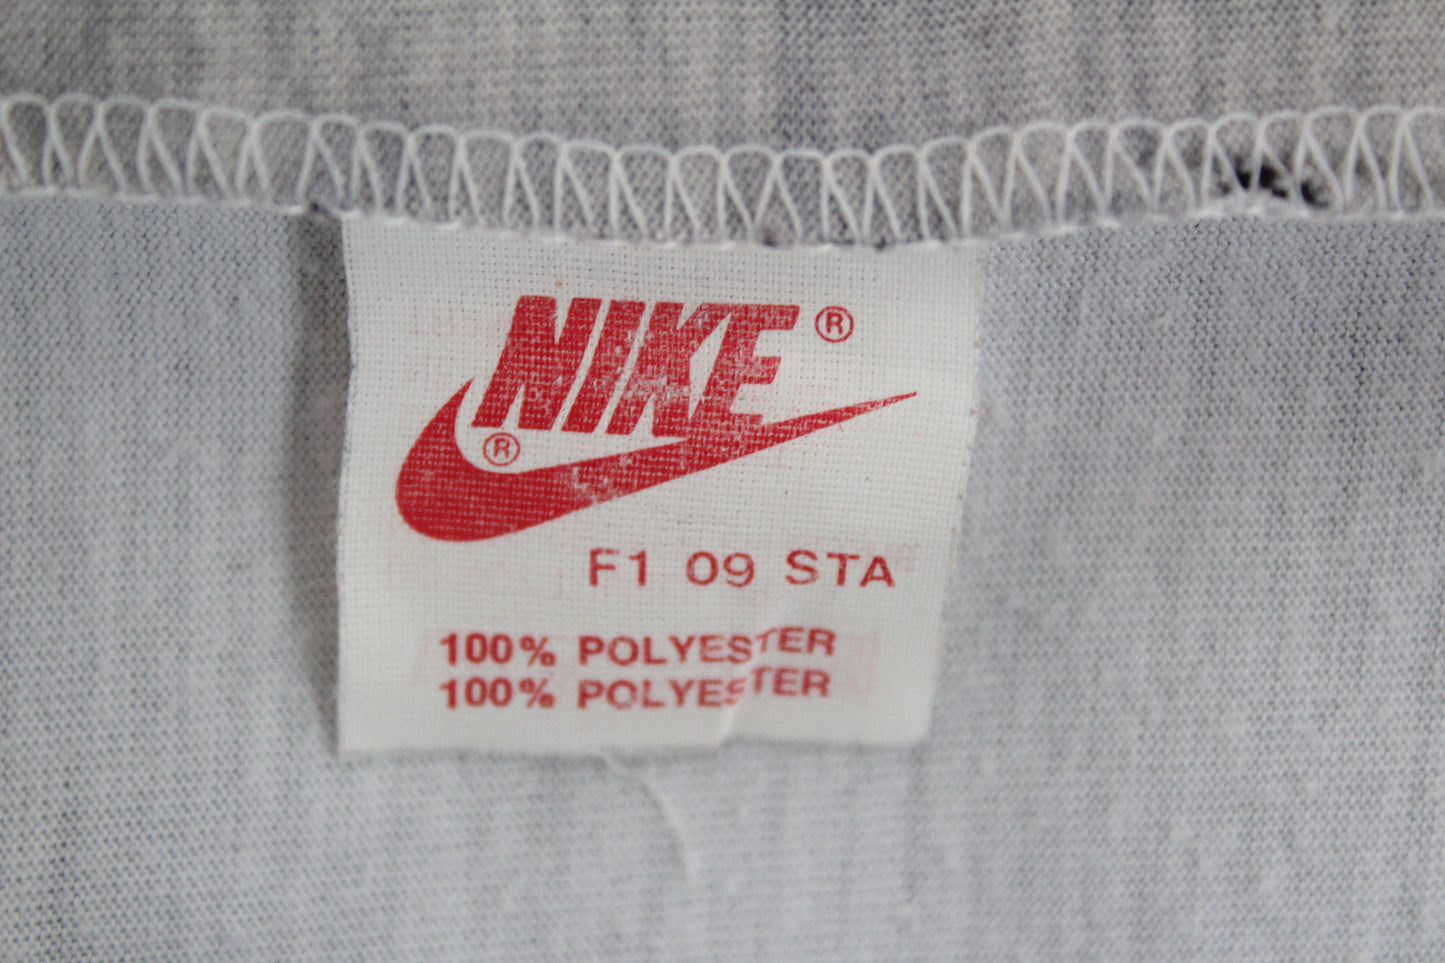 NIKE®
®
F1 09 STA
100% POLYESTER
100% POLYESTER